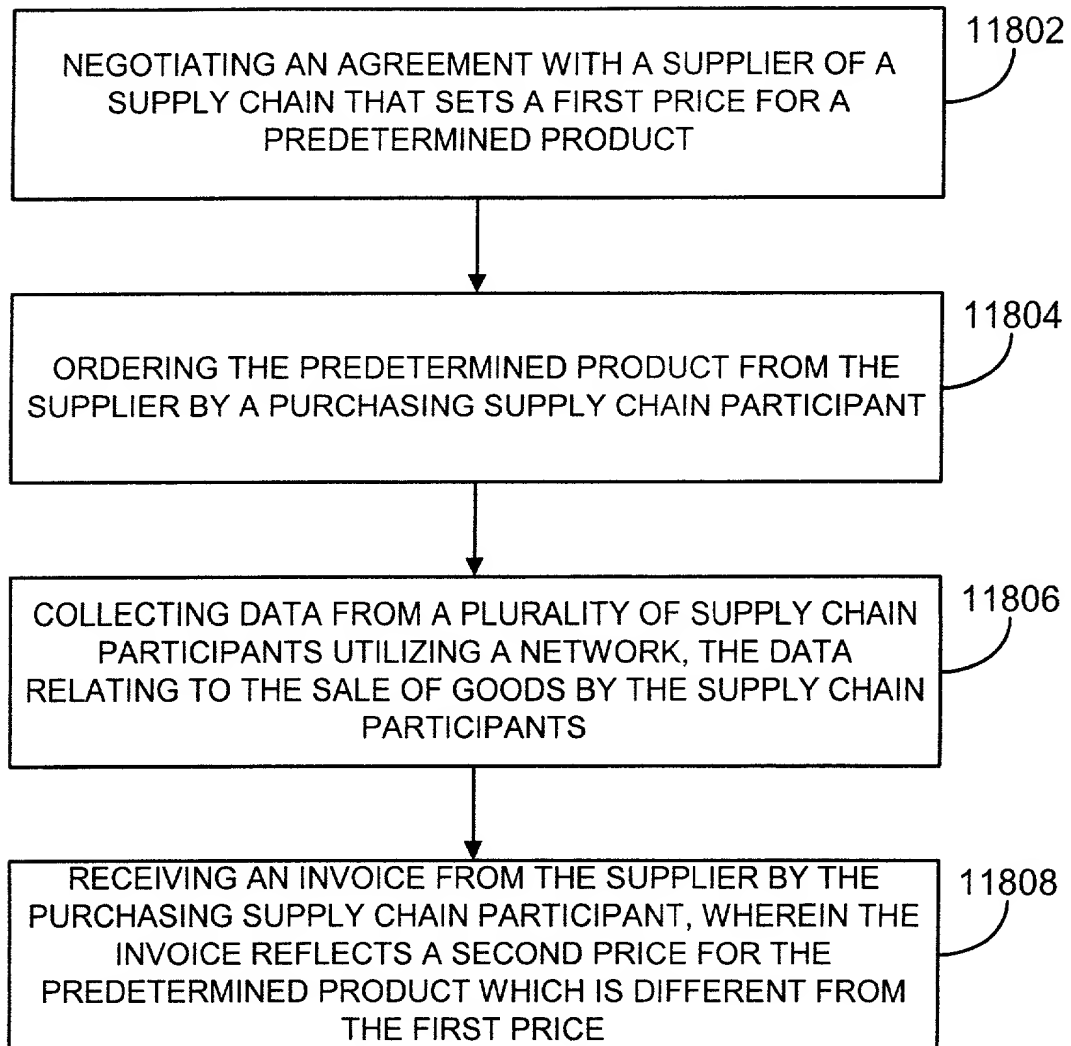 11802
NEGOTIATING AN AGREEMENT WITH A SUPPLIER OF A
SUPPLY CHAIN THAT SETS A FIRST PRICE FOR A
PREDETERMINED PRODUCT
11804
ORDERING THE PREDETERMINED PRODUCT FROM THE
SUPPLIER BY A PURCHASING SUPPLY CHAIN PARTICIPANT
11806
COLLECTING DATA FROM A PLURALITY OF SUPPLY CHAIN
PARTICIPANTS UTILIZING A NETWORK, THE DATA
RELATING TO THE SALE OF GOODS BY THE SUPPLY CHAIN
PARTICIPANTS
11808
RECEIVING AN INVOICE FROM THE SUPPLIER BY THE
PURCHASING SUPPLY CHAIN PARTICIPANT, WHEREIN THE
INVOICE REFLECTS A SECOND PRICE FOR THE
PREDETERMINED PRODUCT WHICH IS DIFFERENT FROM
THE FIRST PRICE